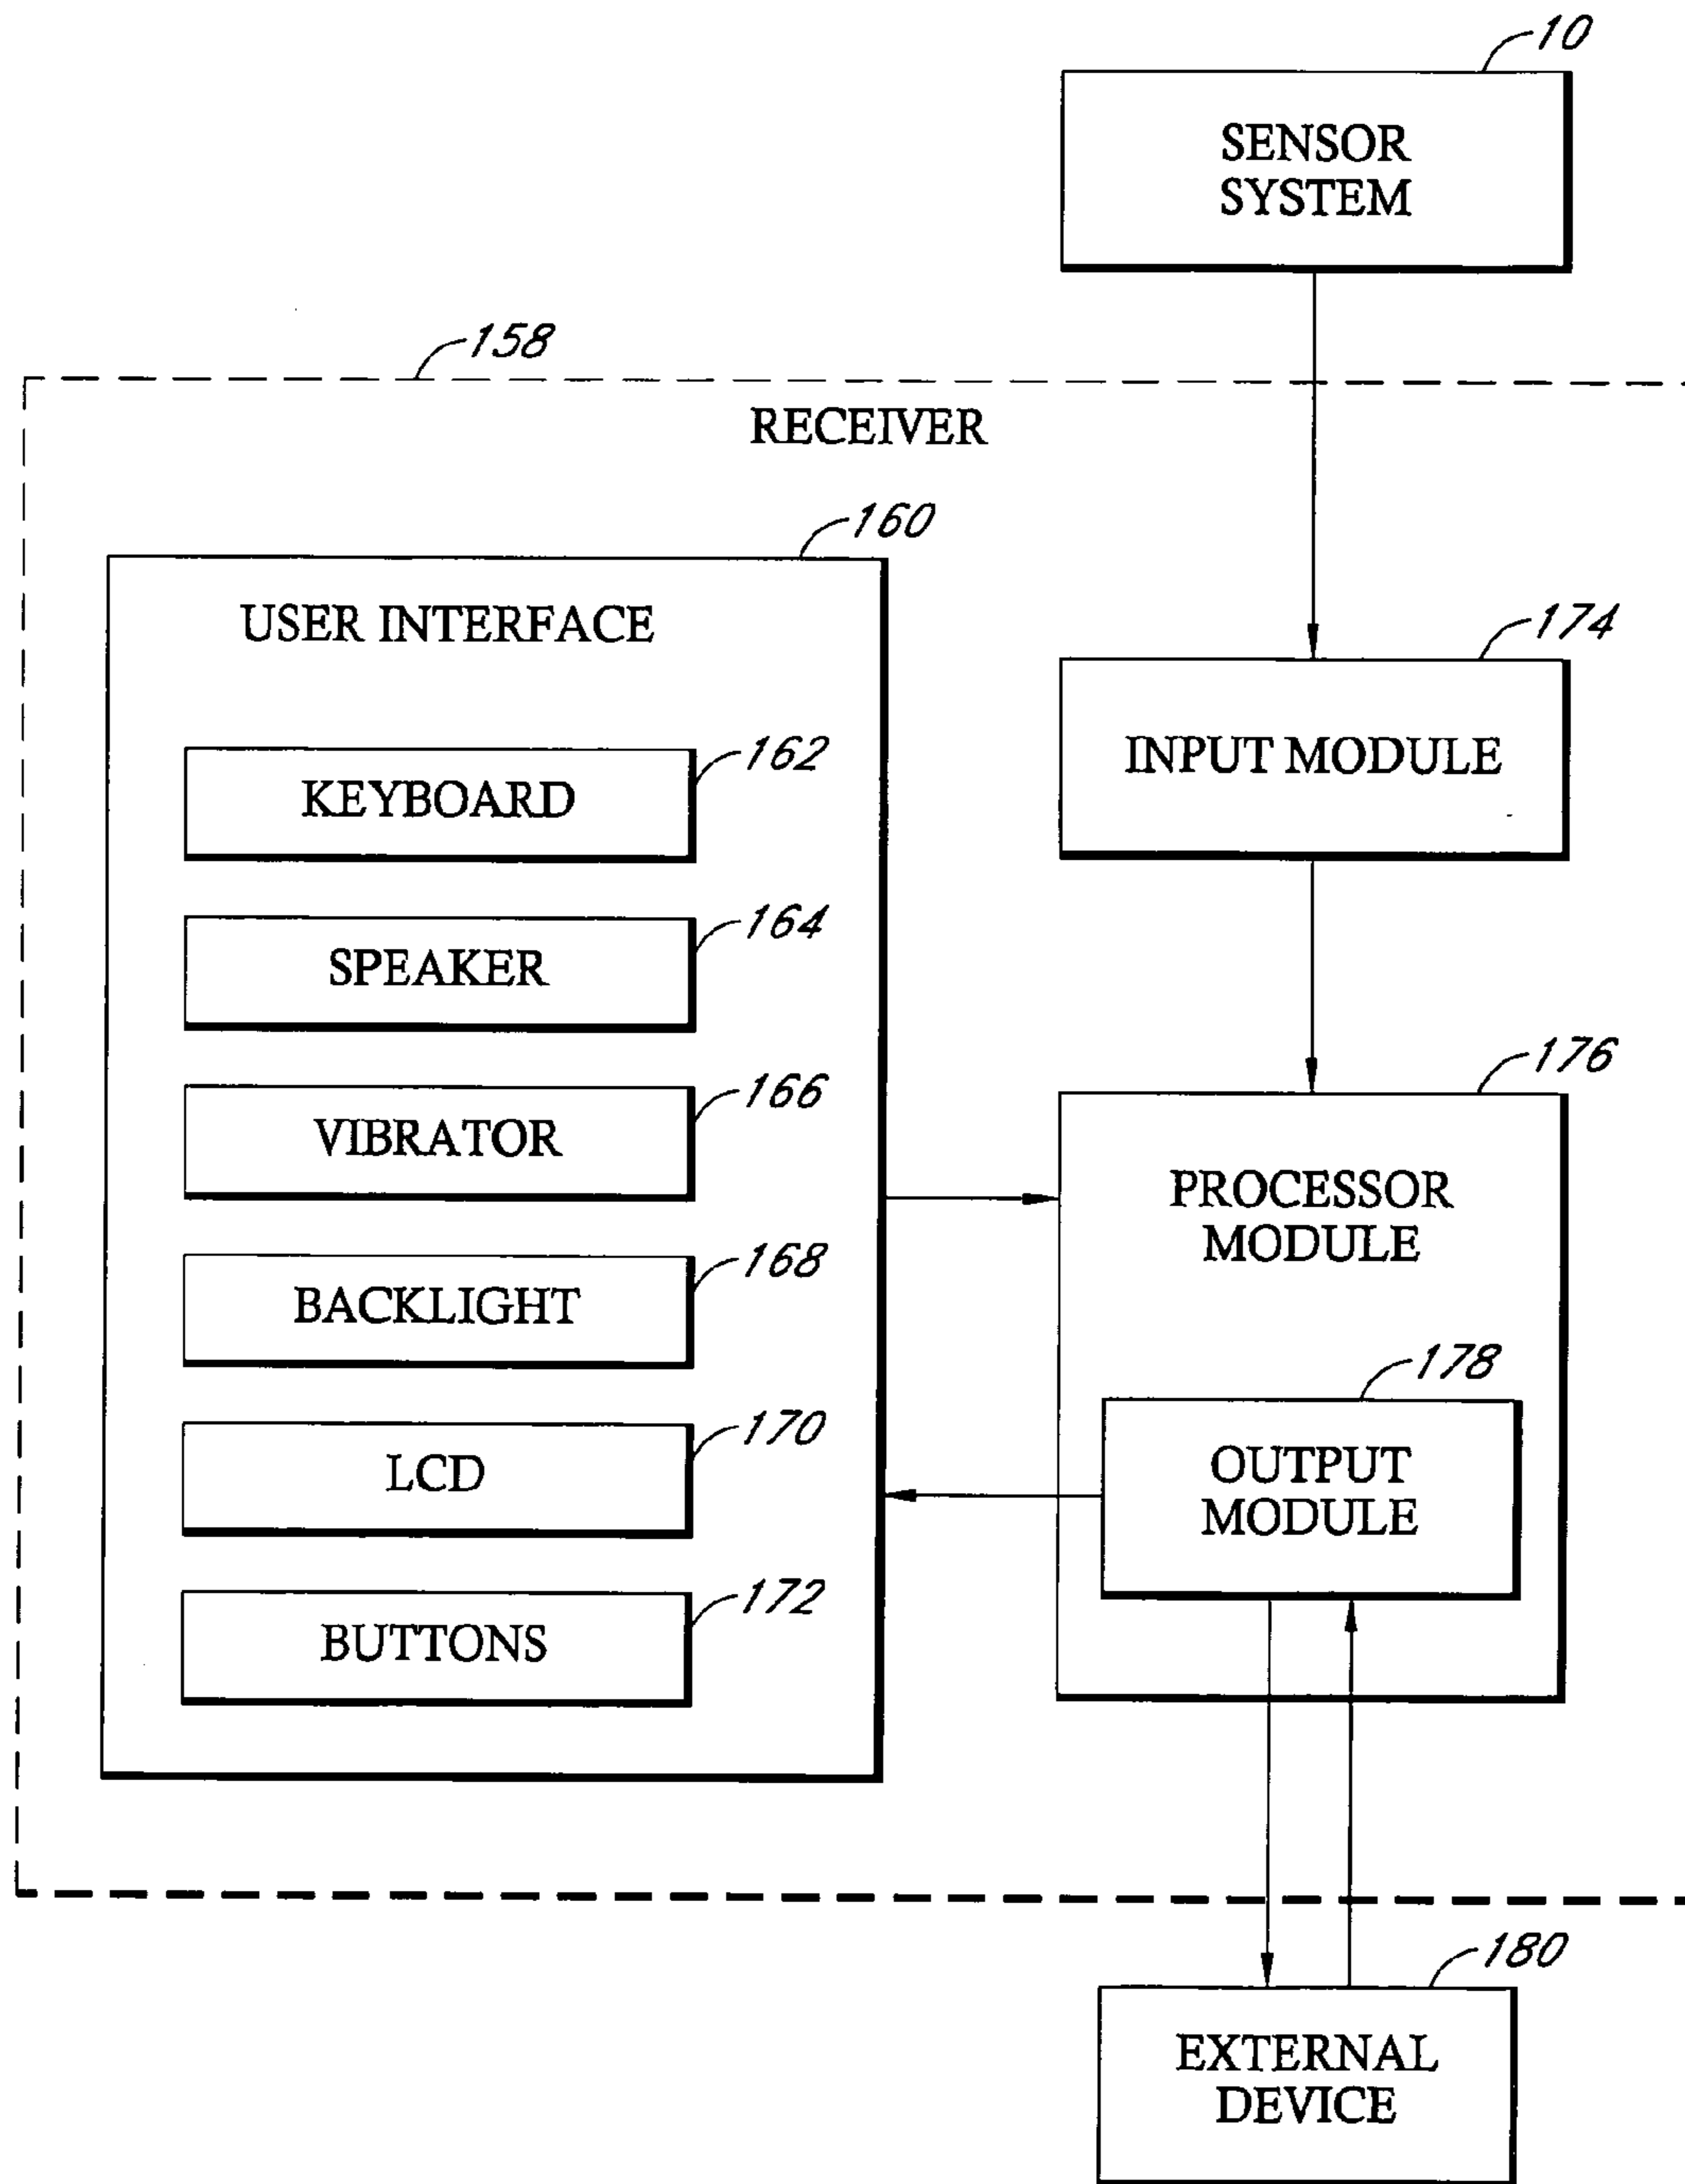 10
SENSOR
SYSTEM
158
RECEIVER
160
USER INTERFACE
174
INPUT MODULE
162
KEYBOARD
164
SPEAKER
166
VIBRATOR
168
BACKLIGHT
170
LCD
172
BUTTONS
176
PROCESSOR
MODULE
178
OUTPUT
MODULE
180
EXTERNAL
DEVICE